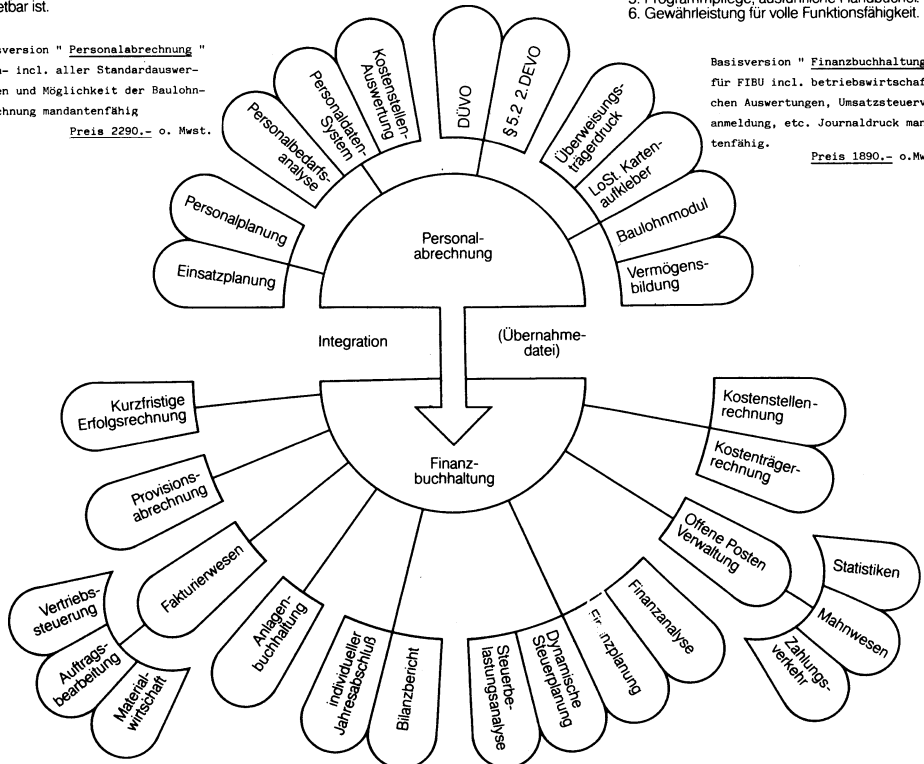 etbar ist.
5. Programmpflege, ausführliche Handbücher.
6. Gewährleistung für volle Funktionsfähigkeit.
sversion " Personalabrechnung "
- incl. aller Standardauswer-
en und Möglichkeit der Baulohn-
chnung mandantenfähig
Preis 2290.- o. Mwst.
Basisversion " Finanzbuchhaltung
für FIBU incl. betriebswirtschaf
chen Auswertungen, Umsatzsteuerv
anmeldung, etc. Journaldruck man
tenfähig.
Preis 1890.- o.Mw
Einsatzplanung
Personalplanung
Personalbedarfs-
analyse
Personaldaten-
System
Kostenstellen-
Auswertung
DÜVO
§ 5.2 2. DEVO
Überweisungs-
trägerdruck
LoSt. Karten-
aufkleber
Baulohnmodul
Vermögens-
bildung
Personal-
abrechnung
Integration
(Übernahme-
datei)
Finanz-
buchhaltung
Kurzfristige
Erfolgsrechnung
Provisions-
abrechnung
Fakturierwesen
Vertriebs-
steuerung
Auftrags-
bearbeitung
Material-
wirtschaft
Anlagen-
buchhaltung
individueller
Jahresabschluß
Bilanzbericht
Steuerbe-
lastungsanalyse
Dynamische
Steuerplanung
Finanzplanung
Finanzanalyse
Offene Posten
Verwaltung
Statistiken
Mahnwesen
Zahlungs-
verkehr
Kostenstellen-
rechnung
Kostenträger-
rechnung